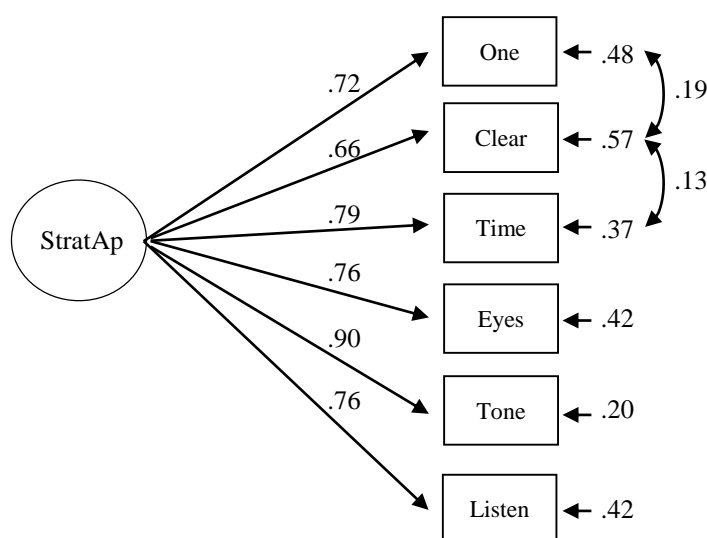 One
.48
.72
.19
.66
Clear
.57
.13
.79
Time
.37
StratAp
.76
Eyes
.42
.90
Tone
.20
.76
Listen
.42